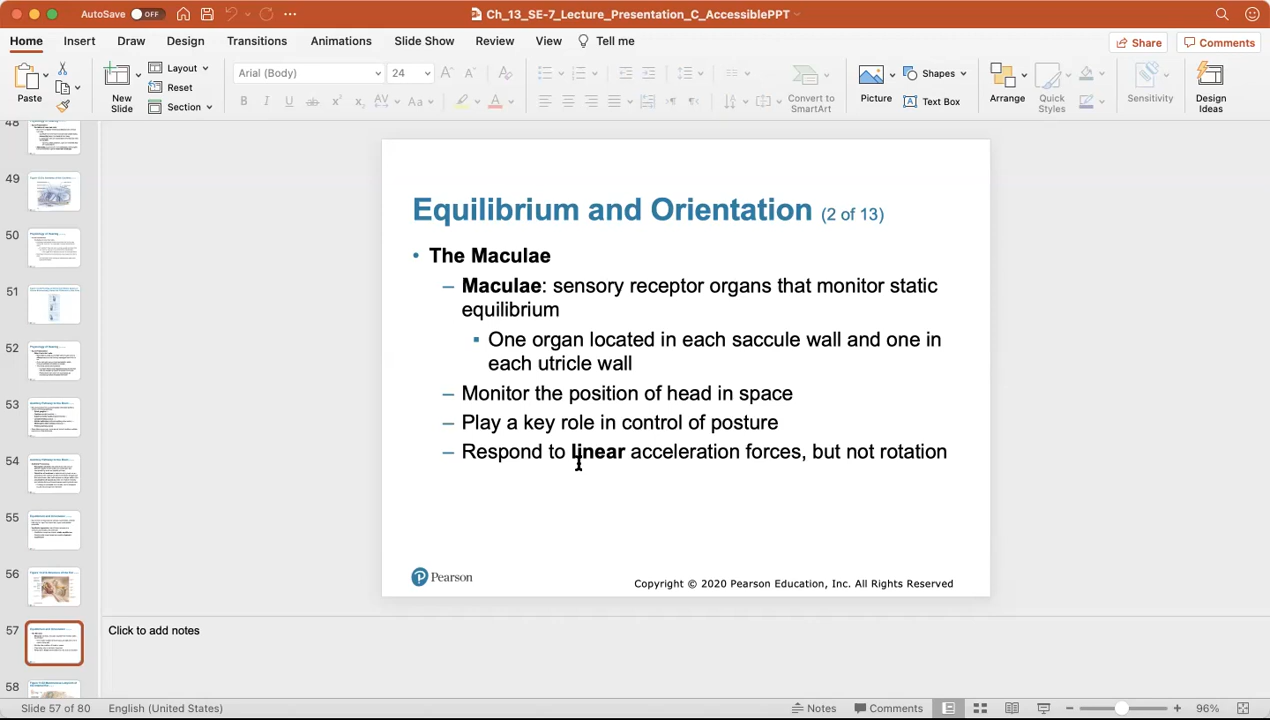 AutoSave OFF Ch_13_SE-7_Lecture_Presentation_C_AccessiblePPT
Home Insert Draw Design Transitions Animations Slide Show Review View Tell me Share Comments
Paste New Slide Layout Reset Section Arial (Body) 24 Convert to SmartArt Picture Shapes Text Box Arrange Quick Styles Sensitivity Design Ideas
48
49
50
51
52
53
54
55
56
57
58
Equilibrium and Orientation (2 of 13)
• The Maculae
– Maculae: sensory receptor organs that monitor static
equilibrium
▪ One organ located in each saccule wall and one in
each utricle wall
– Monitor the position of head in space
– Play a key role in control of posture
– Respond to linear acceleration forces, but not rotation
Pearson
Copyright © 2020 Pearson Education, Inc. All Rights Reserved
Click to add notes
Slide 57 of 80 English (United States) Notes Comments 96%